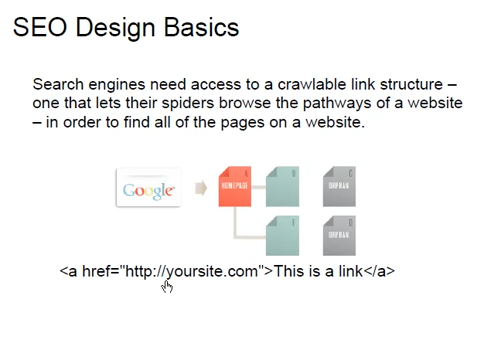 SEO Design Basics
Search engines need access to a crawlable link structure –
one that lets their spiders browse the pathways of a website
– in order to find all of the pages on a website.
Google
A
HOMEPAGE
C
ORPHAN
D
ORPHAN
<a href="http://yoursite.com">This is a link</a>